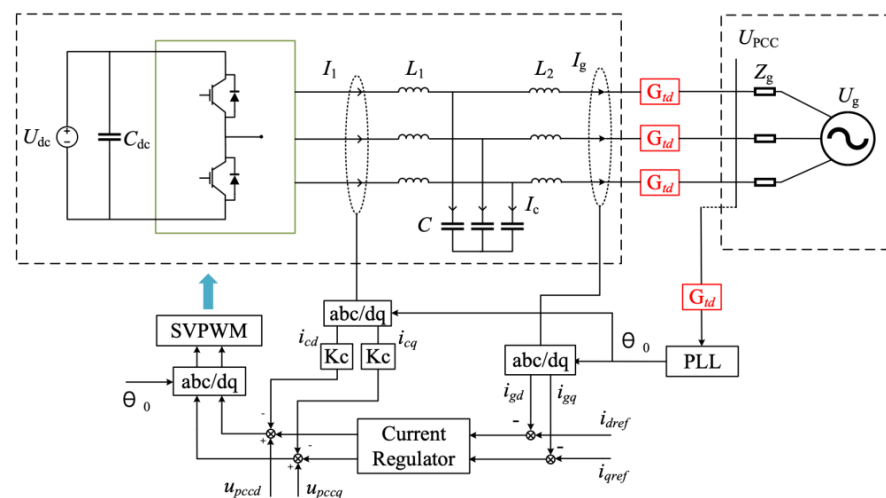 U_PCC
I_1
L_1
L_2
I_g
Z_g
G_td
U_g
U_dc
C_dc
G_td
G_td
C
I_c
G_td
SVPWM
abc/dq
i_cd
i_cq
θ_0
Kc
Kc
abc/dq
PLL
abc/dq
θ_0
i_gd
i_gq
-
+
-
+
Current
Regulator
-
-
i_dref
i_qref
u_pccd
u_pccq